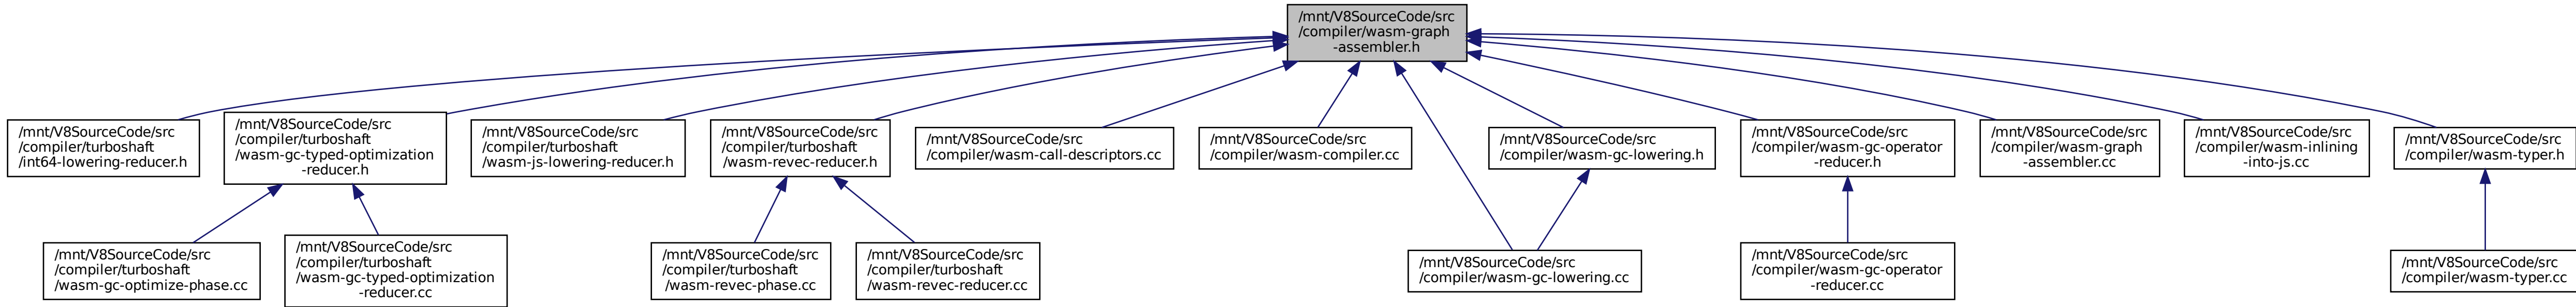 /mnt/V8SourceCode/src
/compiler/wasm-graph
-assembler.h
/mnt/V8SourceCode/src
/compiler/turboshaft
/int64-lowering-reducer.h
/mnt/V8SourceCode/src
/compiler/turboshaft
/wasm-gc-typed-optimization
-reducer.h
/mnt/V8SourceCode/src
/compiler/turboshaft
/wasm-js-lowering-reducer.h
/mnt/V8SourceCode/src
/compiler/turboshaft
/wasm-revec-reducer.h
/mnt/V8SourceCode/src
/compiler/wasm-call-descriptors.cc
/mnt/V8SourceCode/src
/compiler/wasm-compiler.cc
/mnt/V8SourceCode/src
/compiler/wasm-gc-lowering.h
/mnt/V8SourceCode/src
/compiler/wasm-gc-operator
-reducer.h
/mnt/V8SourceCode/src
/compiler/wasm-graph
-assembler.cc
/mnt/V8SourceCode/src
/compiler/wasm-inlining
-into-js.cc
/mnt/V8SourceCode/src
/compiler/wasm-typer.h
/mnt/V8SourceCode/src
/compiler/turboshaft
/wasm-gc-optimize-phase.cc
/mnt/V8SourceCode/src
/compiler/turboshaft
/wasm-gc-typed-optimization
-reducer.cc
/mnt/V8SourceCode/src
/compiler/turboshaft
/wasm-revec-phase.cc
/mnt/V8SourceCode/src
/compiler/turboshaft
/wasm-revec-reducer.cc
/mnt/V8SourceCode/src
/compiler/wasm-gc-lowering.cc
/mnt/V8SourceCode/src
/compiler/wasm-gc-operator
-reducer.cc
/mnt/V8SourceCode/src
/compiler/wasm-typer.cc